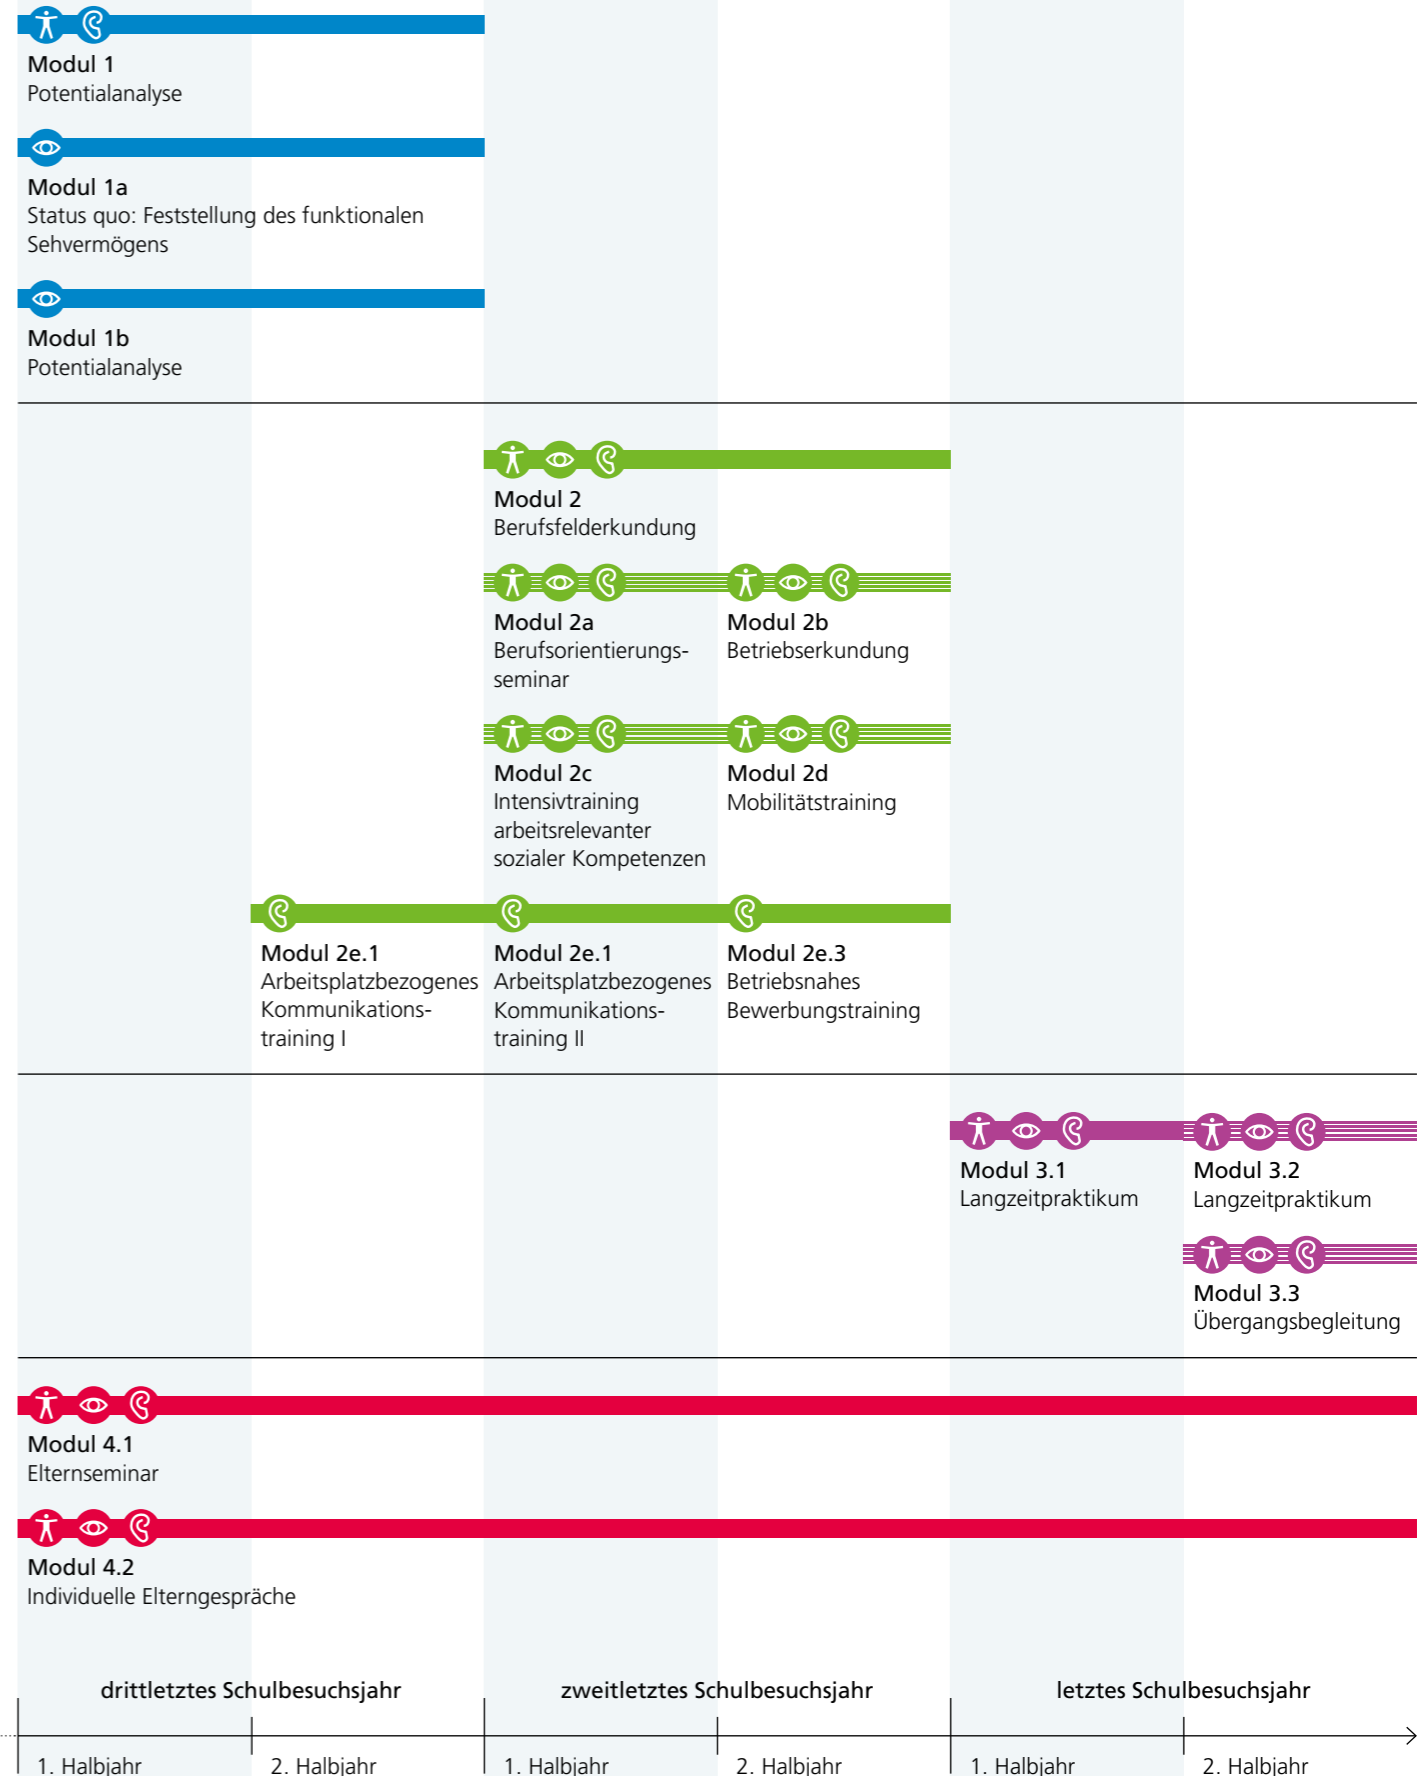 Modul 1
Potentialanalyse
Modul 1a
Status quo: Feststellung des funktionalen
Sehvermögens
Modul 1b
Potentialanalyse
Modul 2
Berufsfelderkundung
Modul 2a
Berufsorientierungs-
seminar
Modul 2b
Betriebserkundung
Modul 2c
Intensivtraining
arbeitsrelevanter
sozialer Kompetenzen
Modul 2d
Mobilitätstraining
Modul 2e.1
Arbeitsplatzbezogenes
Kommunikations-
training I
Modul 2e.1
Arbeitsplatzbezogenes
Kommunikations-
training II
Modul 2e.3
Betriebsnahes
Bewerbungstraining
Modul 3.1
Langzeitpraktikum
Modul 3.2
Langzeitpraktikum
Modul 3.3
Übergangsbegleitung
Modul 4.1
Elternseminar
Modul 4.2
Individuelle Elterngespräche
drittletztes Schulbesuchsjahr
zweitletztes Schulbesuchsjahr
letztes Schulbesuchsjahr
1. Halbjahr
2. Halbjahr
1. Halbjahr
2. Halbjahr
1. Halbjahr
2. Halbjahr